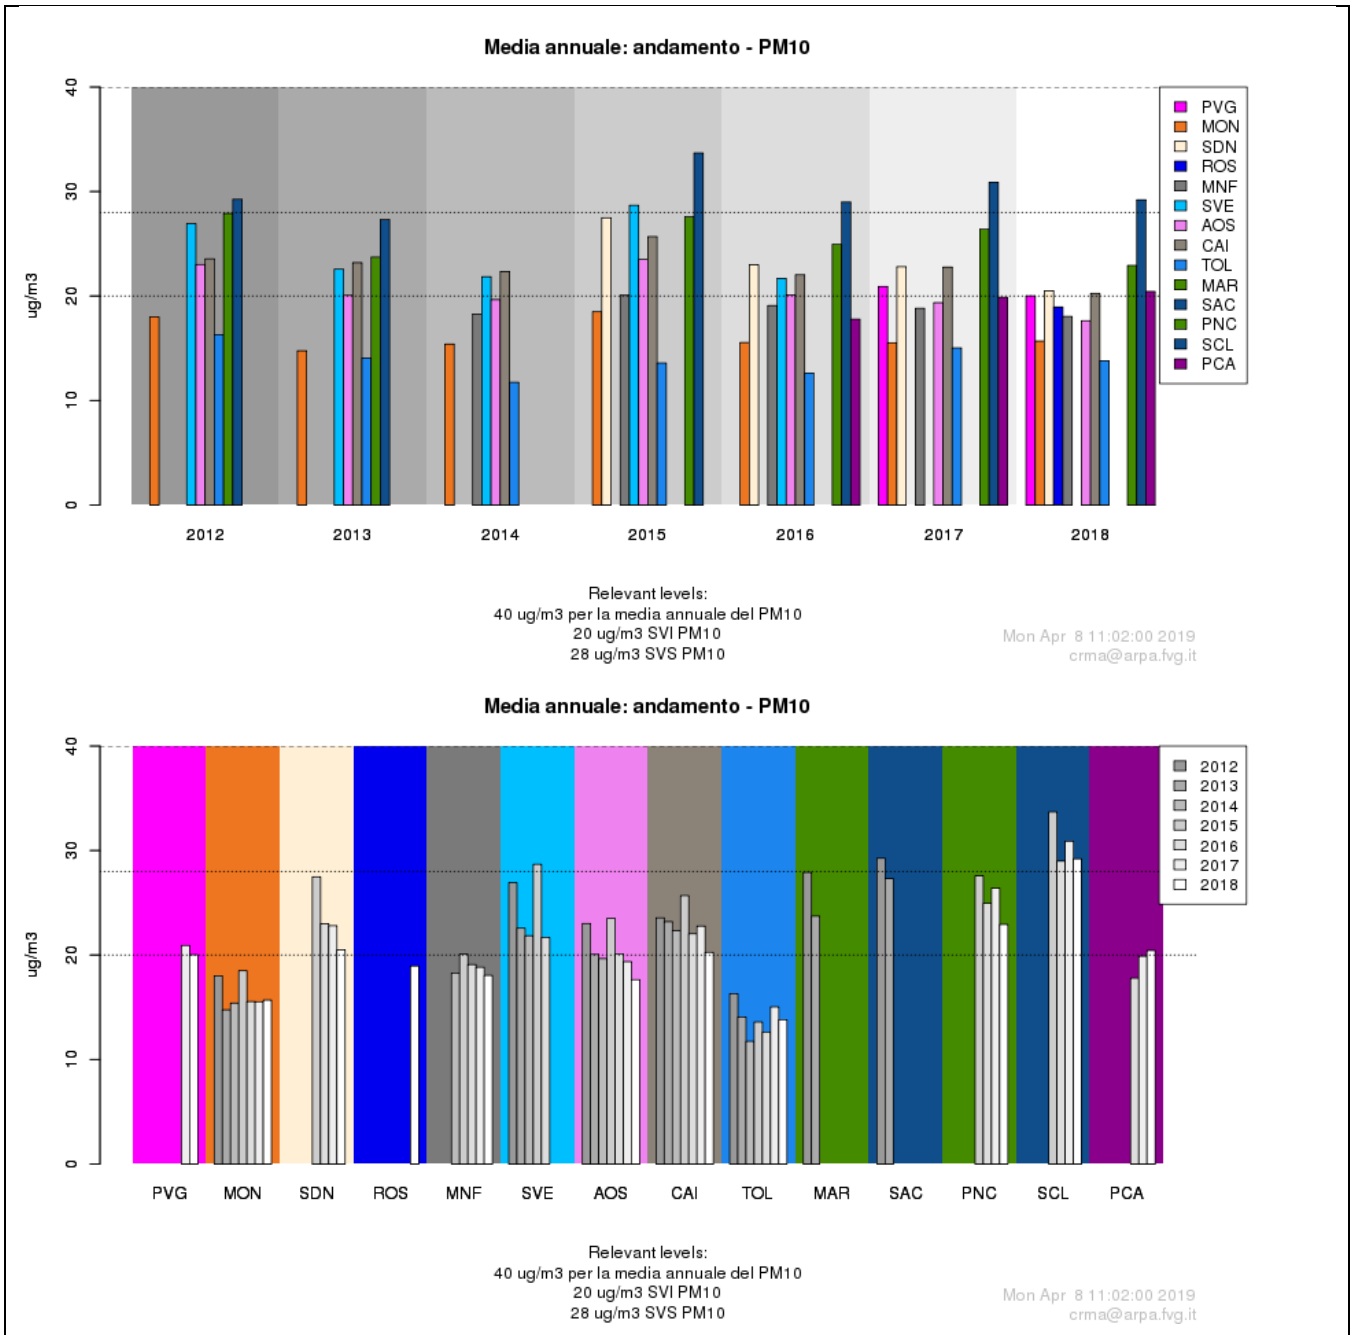 Media annuale: andamento - PM10
40
30
20
10
0
ug/m3
PVG
MON
SDN
ROS
MNF
SVE
AOS
CAI
TOL
MAR
SAC
PNC
SCL
PCA
2012 2013 2014 2015 2016 2017 2018
Relevant levels:
40 ug/m3 per la media annuale del PM10
20 ug/m3 SVI PM10
28 ug/m3 SVS PM10
Mon Apr 8 11:02:00 2019
crma@arpa.fvg.it
Media annuale: andamento - PM10
40
30
20
10
0
ug/m3
2012
2013
2014
2015
2016
2017
2018
PVG MON SDN ROS MNF SVE AOS CAI TOL MAR SAC PNC SCL PCA
Relevant levels:
40 ug/m3 per la media annuale del PM10
20 ug/m3 SVI PM10
28 ug/m3 SVS PM10
Mon Apr 8 11:02:00 2019
crma@arpa.fvg.it